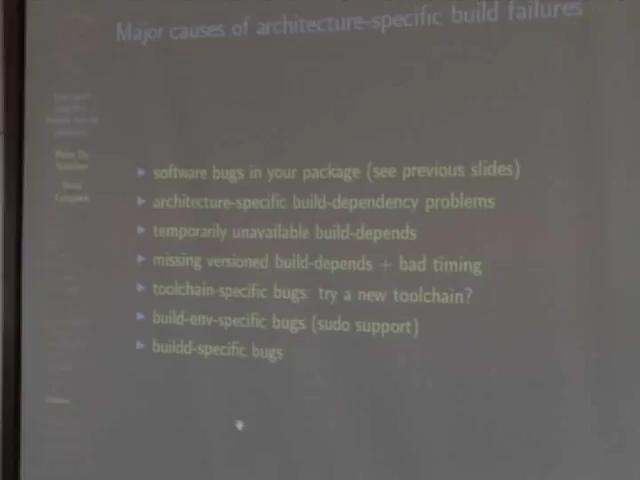 Major causes of architecture-specific build failures
software bugs in your package (see previous slides)
architecture-specific build-dependency problems
temporarily unavailable build-depends
missing versioned build-depends + bad timing
toolchain-specific bugs: try a new toolchain?
build-env-specific bugs (sudo support)
buildd-specific bugs